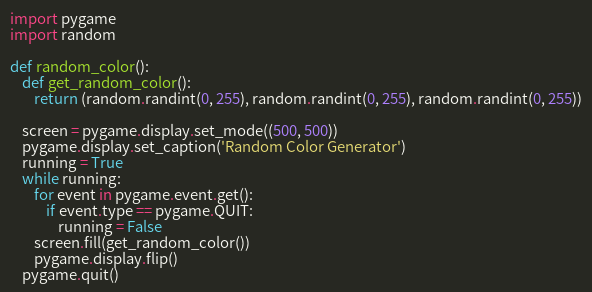 import pygame
import random

def random_color():
    def get_random_color():
        return (random.randint(0, 255), random.randint(0, 255), random.randint(0, 255))

    screen = pygame.display.set_mode((500, 500))
    pygame.display.set_caption('Random Color Generator')
    running = True
    while running:
        for event in pygame.event.get():
            if event.type == pygame.QUIT:
                running = False
        screen.fill(get_random_color())
        pygame.display.flip()
    pygame.quit()